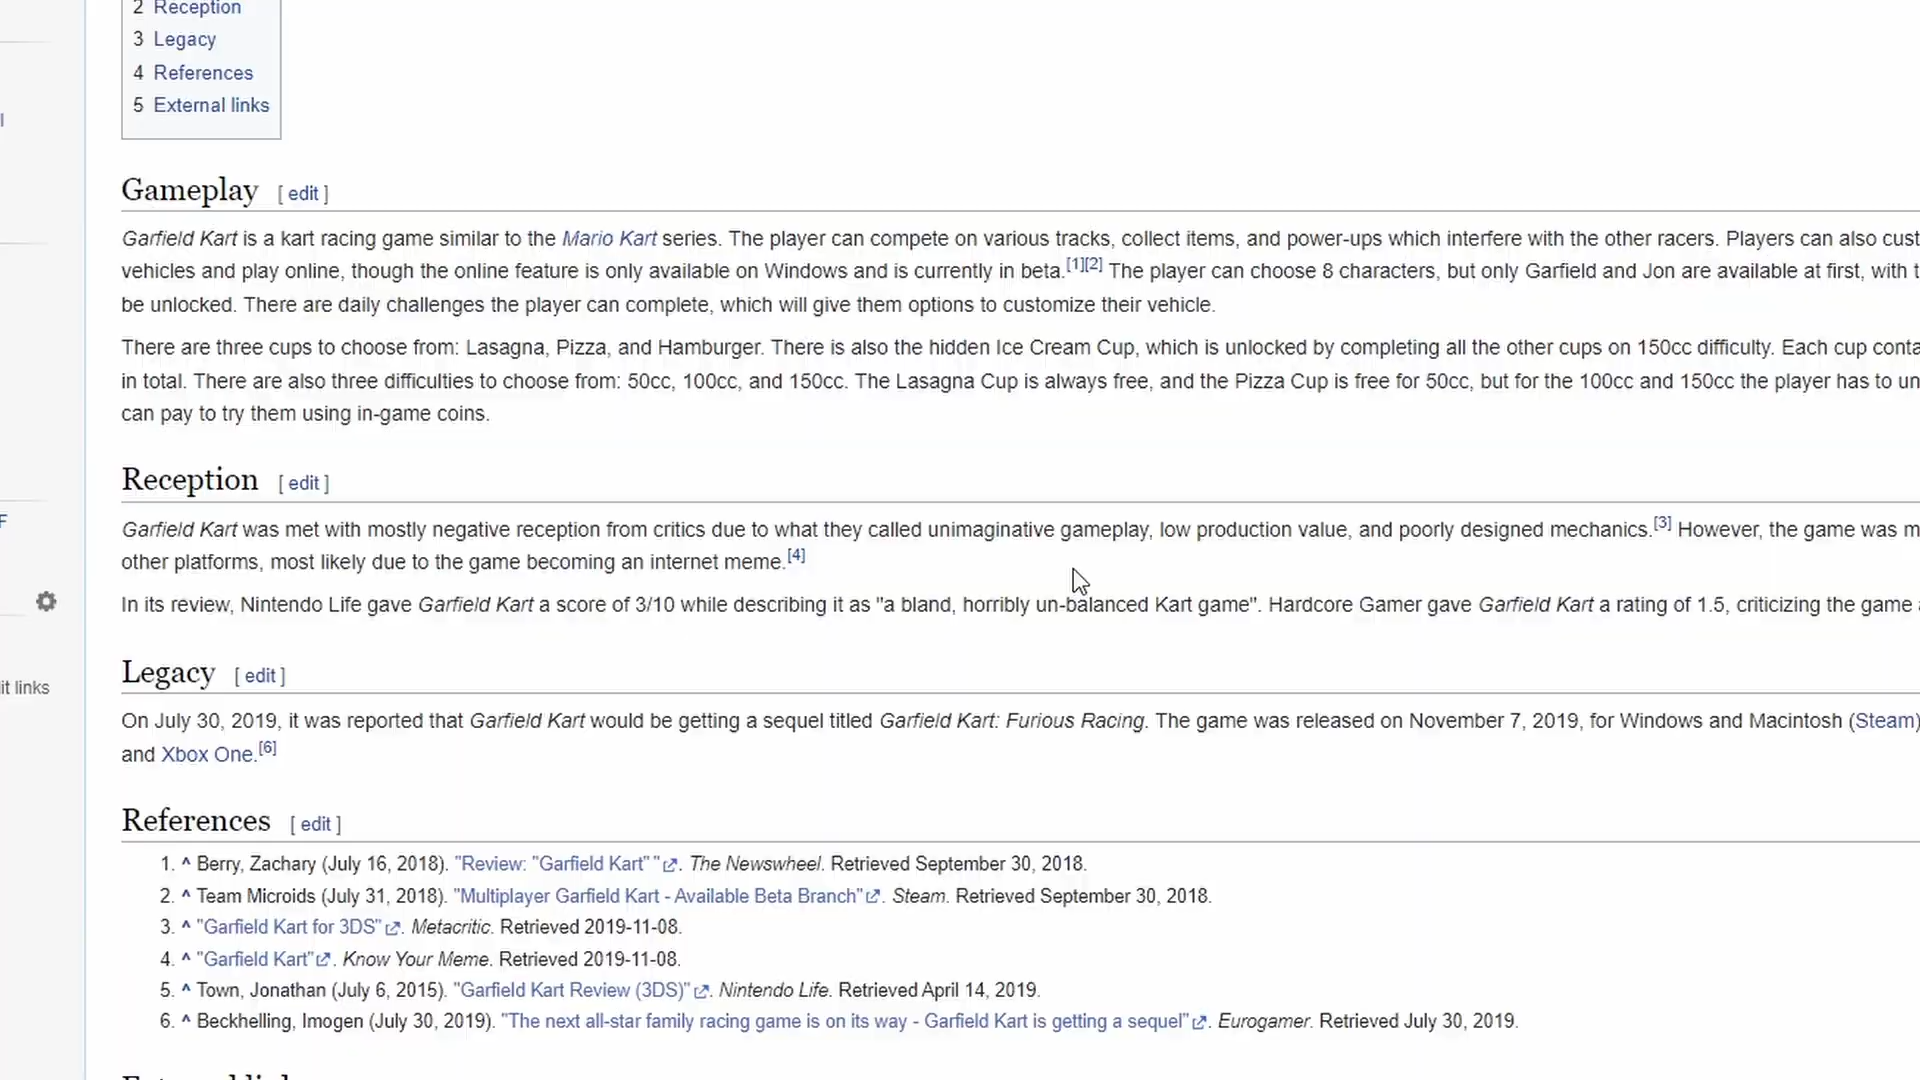 2 Reception
3 Legacy
4 References
5 External links
Gameplay [ edit ]
Garfield Kart is a kart racing game similar to the Mario Kart series. The player can compete on various tracks, collect items, and power-ups which interfere with the other racers. Players can also cust
vehicles and play online, though the online feature is only available on Windows and is currently in beta.[1][2] The player can choose 8 characters, but only Garfield and Jon are available at first, with t
be unlocked. There are daily challenges the player can complete, which will give them options to customize their vehicle.
There are three cups to choose from: Lasagna, Pizza, and Hamburger. There is also the hidden Ice Cream Cup, which is unlocked by completing all the other cups on 150cc difficulty. Each cup conta
in total. There are also three difficulties to choose from: 50cc, 100cc, and 150cc. The Lasagna Cup is always free, and the Pizza Cup is free for 50cc, but for the 100cc and 150cc the player has to un
can pay to try them using in-game coins.
Reception [ edit ]
Garfield Kart was met with mostly negative reception from critics due to what they called unimaginative gameplay, low production value, and poorly designed mechanics.[3] However, the game was m
other platforms, most likely due to the game becoming an internet meme.[4]
In its review, Nintendo Life gave Garfield Kart a score of 3/10 while describing it as "a bland, horribly un-balanced Kart game". Hardcore Gamer gave Garfield Kart a rating of 1.5, criticizing the game
it links
Legacy [ edit ]
On July 30, 2019, it was reported that Garfield Kart would be getting a sequel titled Garfield Kart: Furious Racing. The game was released on November 7, 2019, for Windows and Macintosh (Steam)
and Xbox One.[6]
References [ edit ]
1. ^ Berry, Zachary (July 16, 2018). "Review: "Garfield Kart" ". The Newswheel. Retrieved September 30, 2018.
2. ^ Team Microids (July 31, 2018). "Multiplayer Garfield Kart - Available Beta Branch". Steam. Retrieved September 30, 2018.
3. ^ "Garfield Kart for 3DS". Metacritic. Retrieved 2019-11-08.
4. ^ "Garfield Kart". Know Your Meme. Retrieved 2019-11-08.
5. ^ Town, Jonathan (July 6, 2015). "Garfield Kart Review (3DS)". Nintendo Life. Retrieved April 14, 2019.
6. ^ Beckhelling, Imogen (July 30, 2019). "The next all-star family racing game is on its way - Garfield Kart is getting a sequel". Eurogamer. Retrieved July 30, 2019.